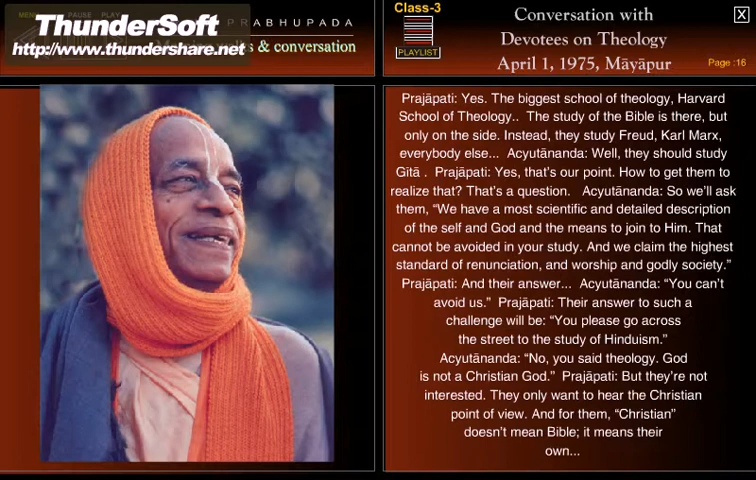 MENU
PAUSE PLAY
PRABHUPADA
ThunderSoft
http://www.thundershare.net
& conversation
Class-3
PLAYLIST
Conversation with
Devotees on Theology
April 1, 1975, Māyāpur
X
Page :16
Prajāpati: Yes. The biggest school of theology, Harvard
School of Theology.. The study of the Bible is there, but
only on the side. Instead, they study Freud, Karl Marx,
everybody else... Acyutānanda: Well, they should study
Gitā . Prajāpati: Yes, that's our point. How to get them to
realize that? That's a question. Acyutānanda: So we'll ask
them, “We have a most scientific and detailed description
of the self and God and the means to join to Him. That
cannot be avoided in your study. And we claim the highest
standard of renunciation, and worship and godly society.”
Prajāpati: And their answer... Acyutānanda: “You can't
avoid us.” Prajāpati: Their answer to such a
challenge will be: “You please go across
the street to the study of Hinduism.”
Acyutānanda: “No, you said theology. God
is not a Christian God.” Prajāpati: But they're not
interested. They only want to hear the Christian
point of view. And for them, “Christian”
doesn't mean Bible; it means their
own...